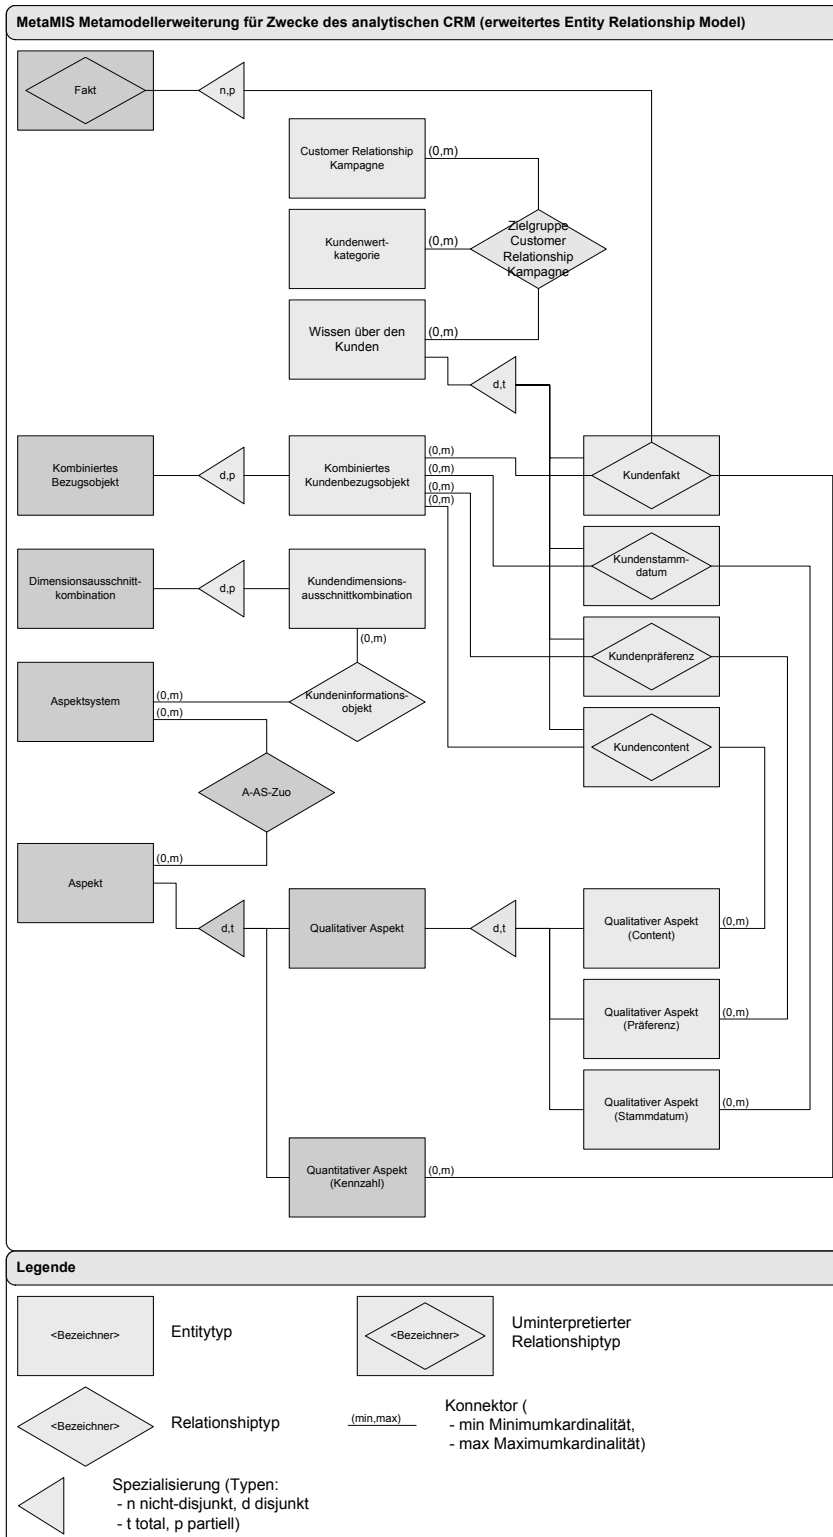 MetaMIS Metamodellerweiterung für Zwecke des analytischen CRM (erweitertes Entity Relationship Model)
Fakt
n,p
Customer Relationship
Kampagne
(0,m)
Kundenwert-
kategorie
(0,m)
Zielgruppe
Customer
Relationship
Kampagne
Wissen über den
Kunden
(0,m)
d,t
Kombiniertes
Bezugsobjekt
d,p
Kombiniertes
Kundenbezugsobjekt
(0,m)
(0,m)
(0,m)
(0,m)
Kundenfakt
Kundenstamm-
datum
Dimensionsausschnitt-
kombination
d,p
Kundendimensions-
ausschnittkombination
(0,m)
Kundenpräferenz
Aspektsystem
(0,m)
(0,m)
Kundeninformations-
objekt
Kundencontent
A-AS-Zuo
Aspekt
(0,m)
d,t
Qualitativer Aspekt
d,t
Qualitativer Aspekt
(Content)
(0,m)
Qualitativer Aspekt
(Präferenz)
(0,m)
Qualitativer Aspekt
(Stammdatum)
(0,m)
Quantitativer Aspekt
(Kennzahl)
(0,m)
Legende
<Bezeichner>
Entitytyp
<Bezeichner>
Uminterpretierter
Relationshiptyp
<Bezeichner>
Relationshiptyp
(min,max)
Konnektor (
- min Minimumkardinalität,
- max Maximumkardinalität)
Spezialisierung (Typen:
- n nicht-disjunkt, d disjunkt
- t total, p partiell)